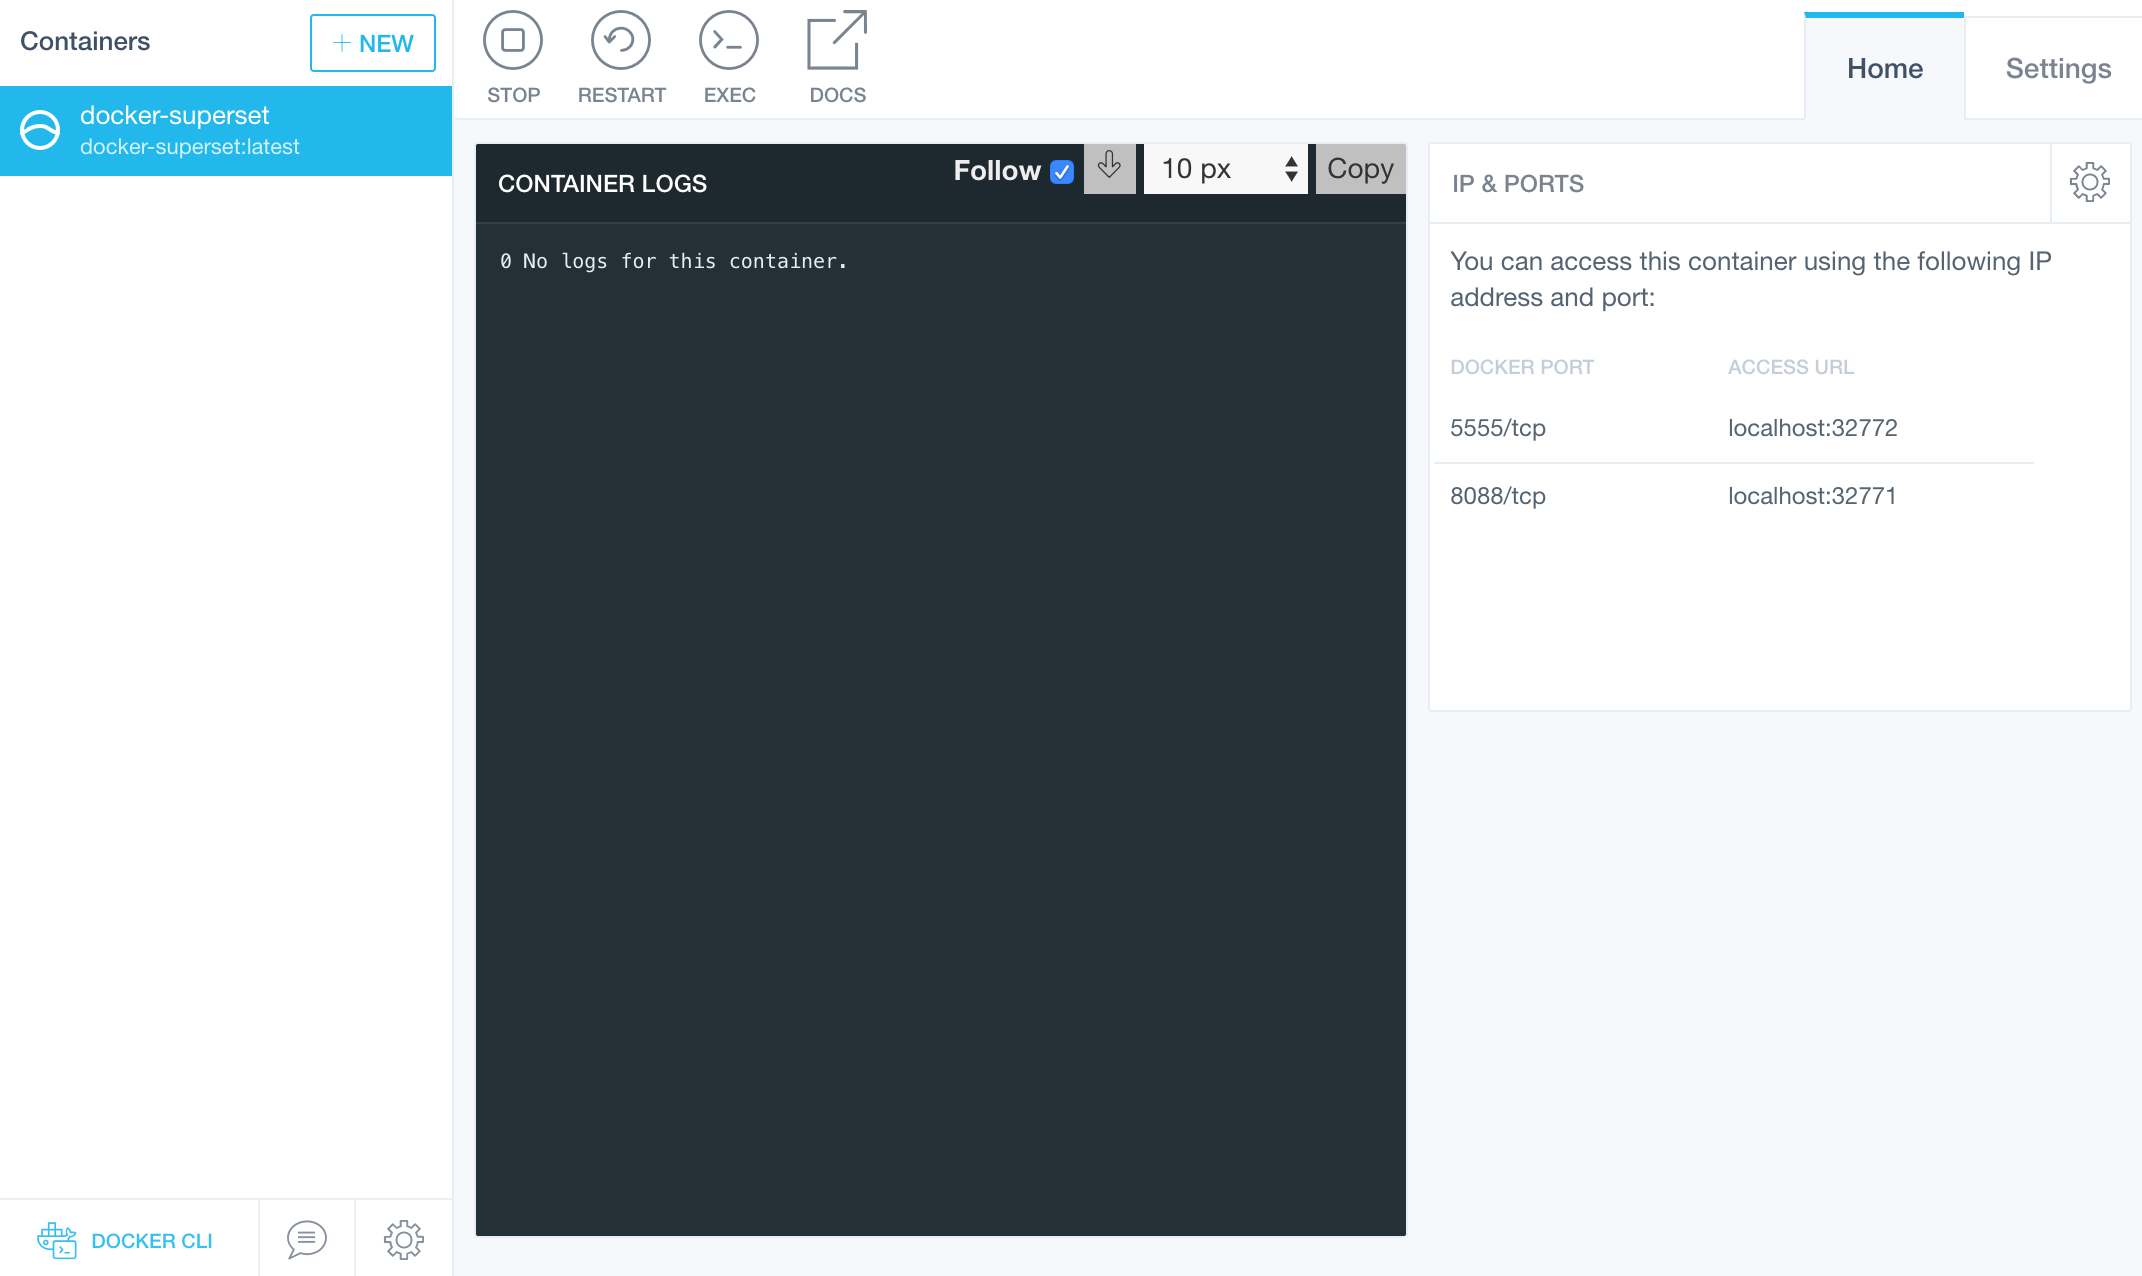 Containers
+ NEW
docker-superset
docker-superset:latest
STOP
RESTART
EXEC
DOCS
Home
Settings
CONTAINER LOGS
Follow
10 px
Copy
0 No logs for this container.
IP & PORTS
You can access this container using the following IP
address and port:
DOCKER PORT ACCESS URL
5555/tcp localhost:32772
8088/tcp localhost:32771
DOCKER CLI